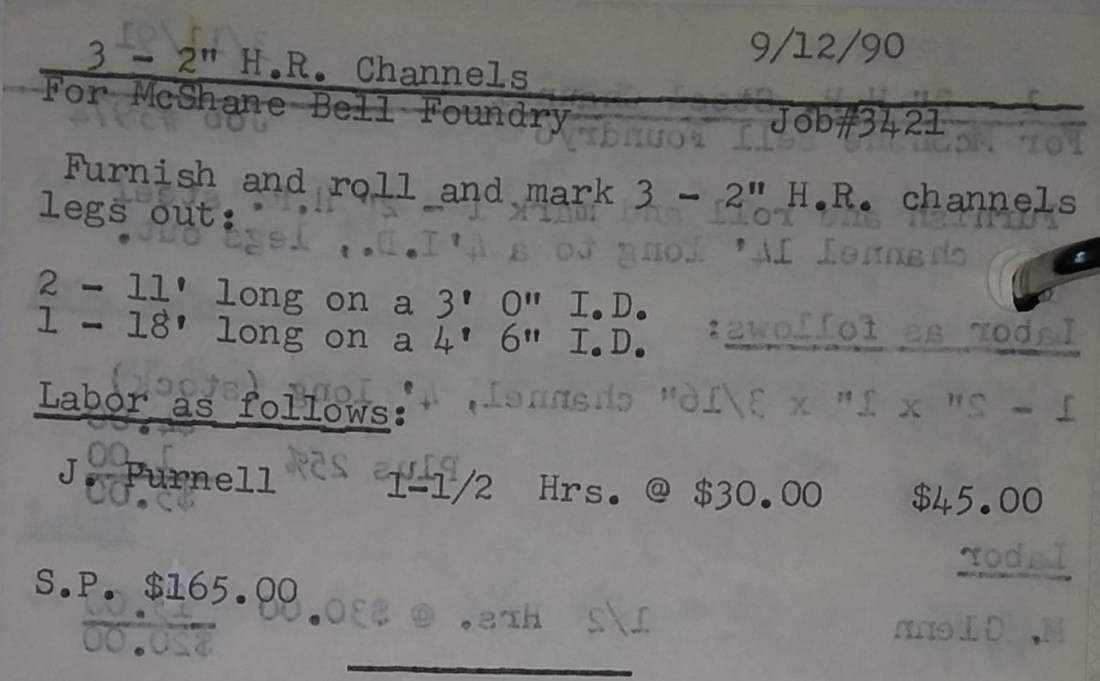 3 - 2" H.R. Channels 9/12/90
For McShane Bell Foundry Job#3421
Furnish and roll and mark 3 - 2" H.R. channels
legs out:
2 - 11' long on a 3' 0" I.D.
1 - 18' long on a 4' 6" I.D.
Labor as follows:
J. Purnell 1-1/2 Hrs. @ $30.00 $45.00
S.P. $165.00